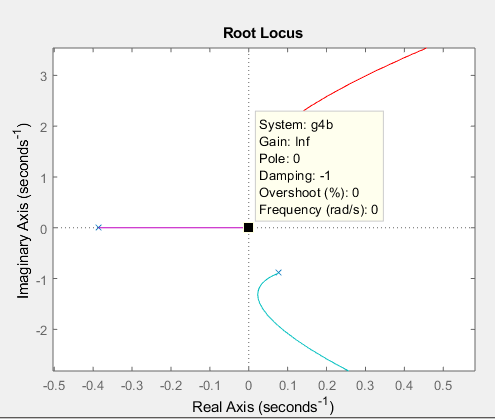 Root Locus
Imaginary Axis (seconds-1)
3
2
1
0
-1
-2
System: g4b
Gain: Inf
Pole: 0
Damping: -1
Overshoot (%): 0
Frequency (rad/s): 0
-0.5 -0.4 -0.3 -0.2 -0.1 0 0.1 0.2 0.3 0.4 0.5
Real Axis (seconds-1)